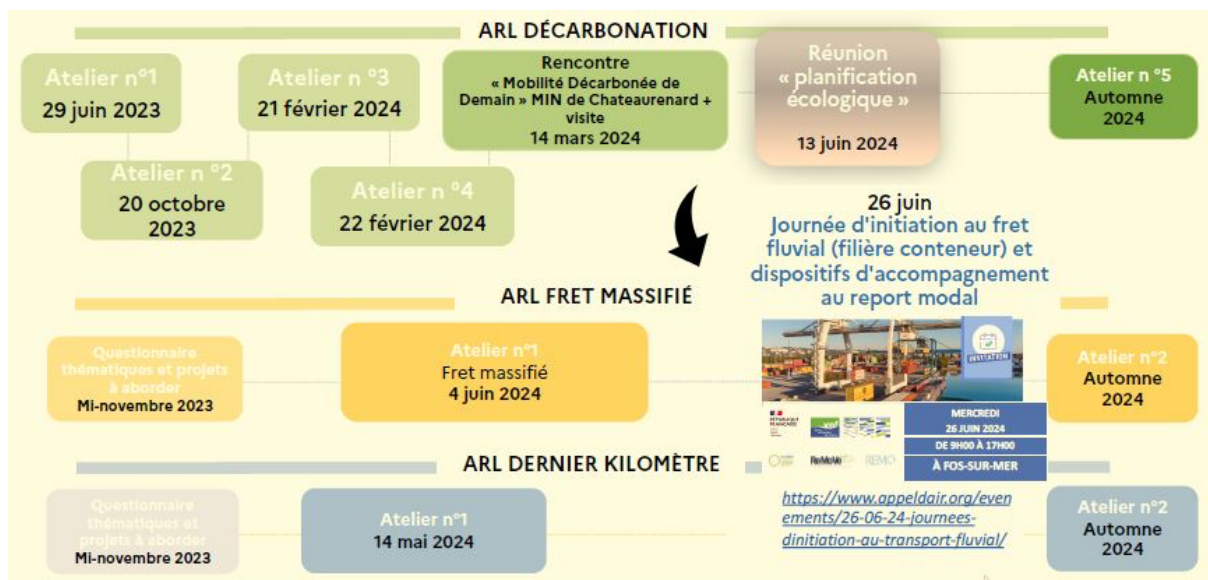 ARL DÉCARBONATION
Atelier n°1
29 juin 2023
Atelier n °2
20 octobre
2023
Atelier n °3
21 février 2024
Atelier n °4
22 février 2024
Rencontre
« Mobilité Décarbonée de
Demain » MIN de Chateaurenard +
visite
14 mars 2024
Réunion
« planification
écologique »
13 juin 2024
Atelier n °5
Automne
2024
26 juin
Journée d'initiation au fret
fluvial (filière conteneur) et
dispositifs d'accompagnement
au report modal
ARL FRET MASSIFIÉ
Questionnaire
thématiques et projets
à aborder
Mi-novembre 2023
Atelier n°1
Fret massifié
4 juin 2024
INVITATION
RÉPUBLIQUE
FRANÇAISE
vnf
ReMoVe
REMO
MERCREDI
26 JUIN 2024
DE 9H00 À 17H00
À FOS-SUR-MER
Atelier n°2
Automne
2024
ARL DERNIER KILOMÈTRE
Questionnaire
thématiques et
projets à aborder
Mi-novembre 2023
Atelier n°1
14 mai 2024
https://www.appeldair.org/even
ements/26-06-24-journees-
dinitiation-au-transport-fluvial/
Atelier n°2
Automne
2024